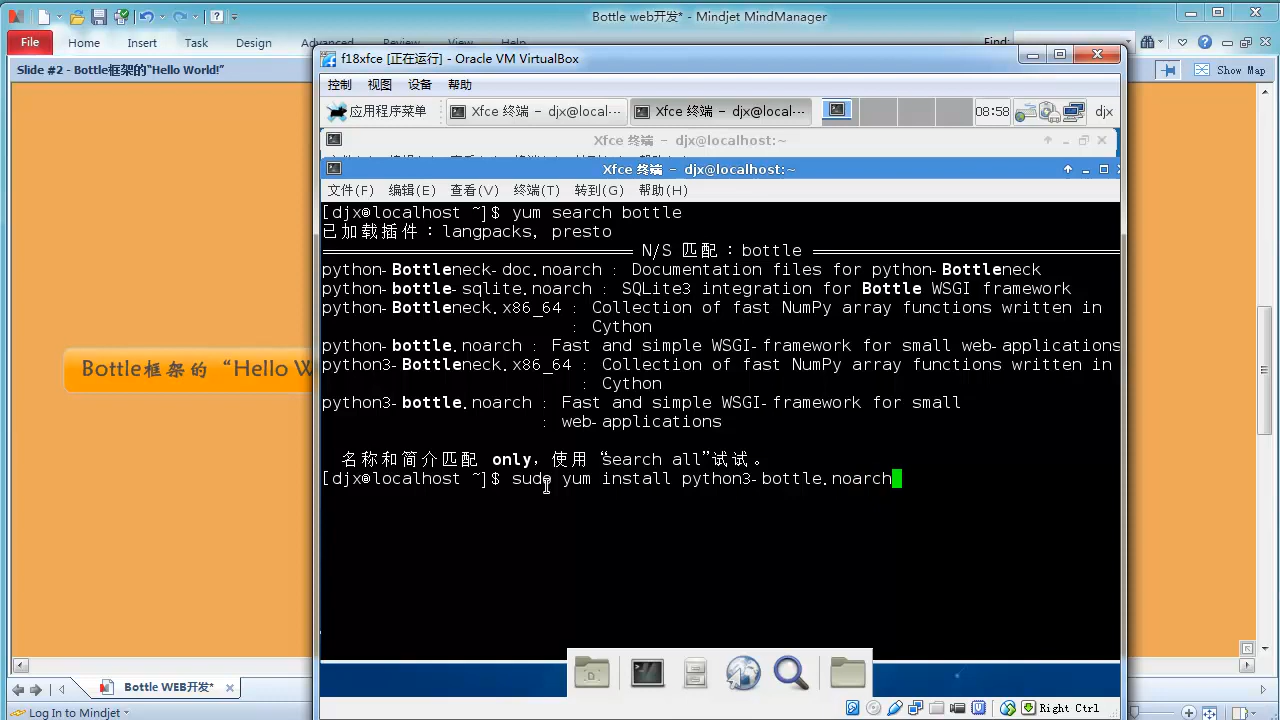 Bottle web开发* - Mindjet MindManager
File Home Insert Task Design Review View Help Find:
Slide #2 - Bottle框架的"Hello World!"
Show Map
f18xfce [正在运行] - Oracle VM VirtualBox
控制 视图 设备 帮助
应用程序菜单 Xfce 终端 - djx@local··· Xfce 终端 - djx@local··· 08:58 djx
Xfce 终端 - djx@localhost:~
Xfce 终端 - djx@localhost:~
文件(F) 编辑(E) 查看(V) 终端(T) 转到(G) 帮助(H)
[djx@localhost ~]$ yum search bottle
已加载插件：langpacks, presto
N/S 匹配：bottle
python-Bottleneck-doc.noarch : Documentation files for python-Bottleneck
python-bottle-sqlite.noarch : SQLite3 integration for Bottle WSGI framework
python-Bottleneck.x86_64 : Collection of fast NumPy array functions written in
: Cython
python-bottle.noarch : Fast and simple WSGI-framework for small web-applications
python3-Bottleneck.x86_64 : Collection of fast NumPy array functions written in
: Cython
python3-bottle.noarch : Fast and simple WSGI-framework for small
: web-applications
名称和简介匹配 only，使用“search all”试试。
[djx@localhost ~]$ sudo yum install python3-bottle.noarch
Bottle框架的“Hello W
Bottle WEB开发*
Right Ctrl
Log In to Mindjet